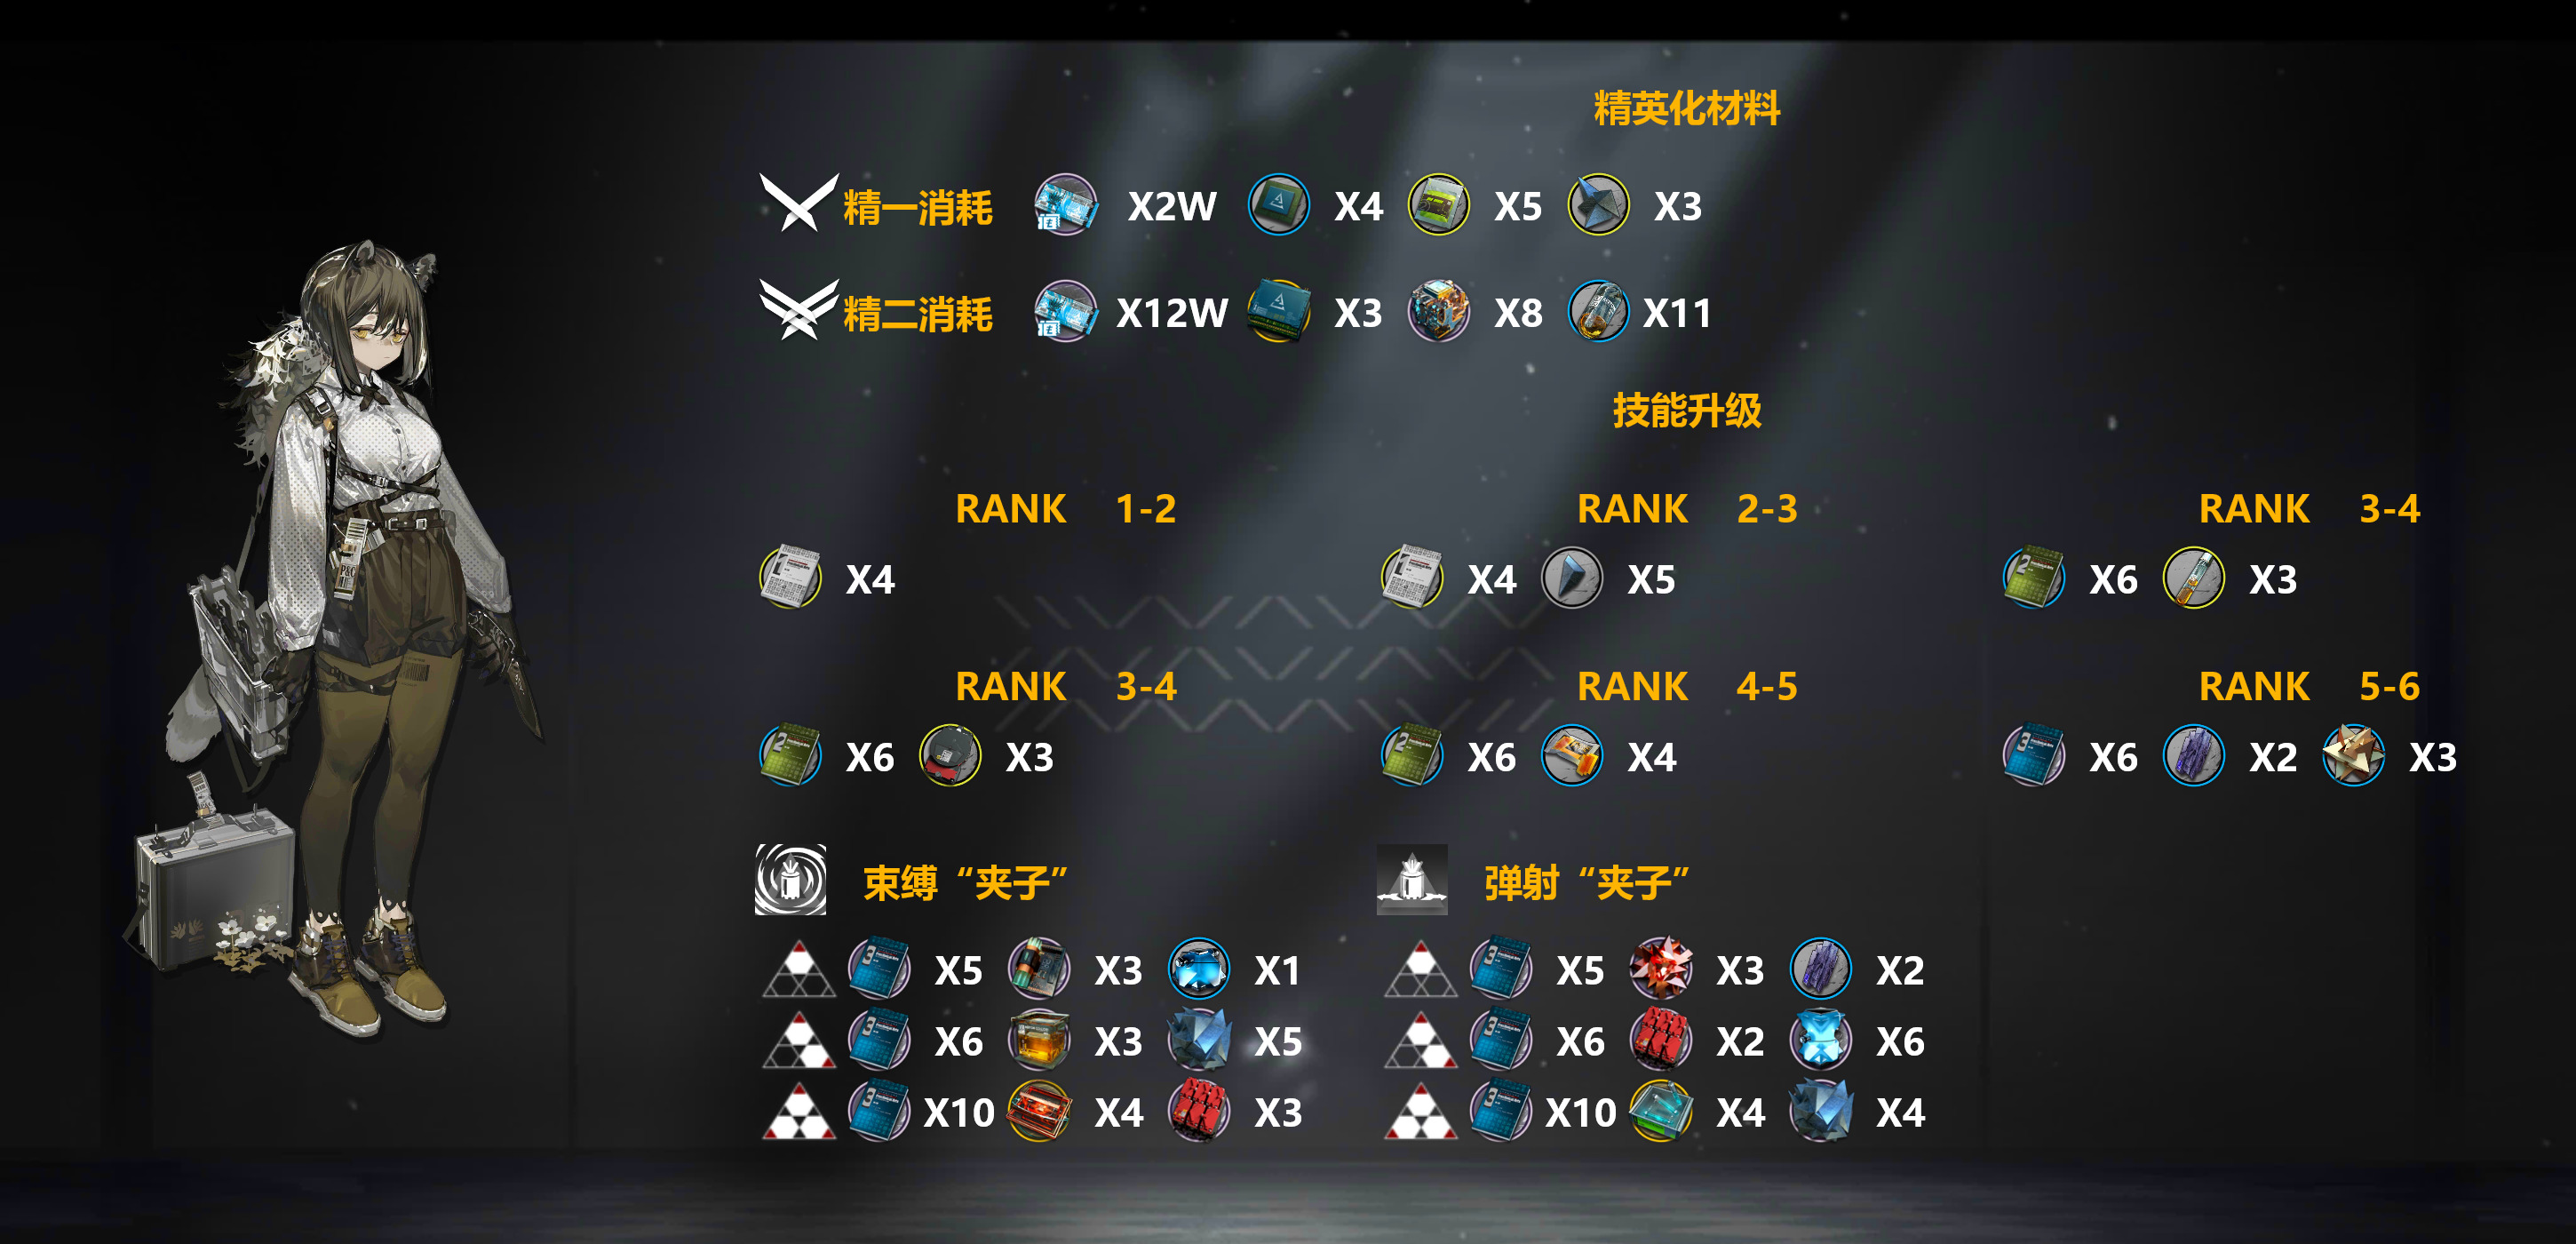 精英化材料
精一消耗 X2W X4 X5 X3
精二消耗 X12W X3 X8 X11
技能升级
RANK 1-2 RANK 2-3 RANK 3-4
X4 X4 X5 X6 X3
RANK 3-4 RANK 4-5 RANK 5-6
X6 X3 X6 X4 X6 X2 X3
束缚“夹子” 弹射“夹子”
X5 X3 X1 X5 X3 X2
X6 X3 X5 X6 X2 X6
X10 X4 X3 X10 X4 X4